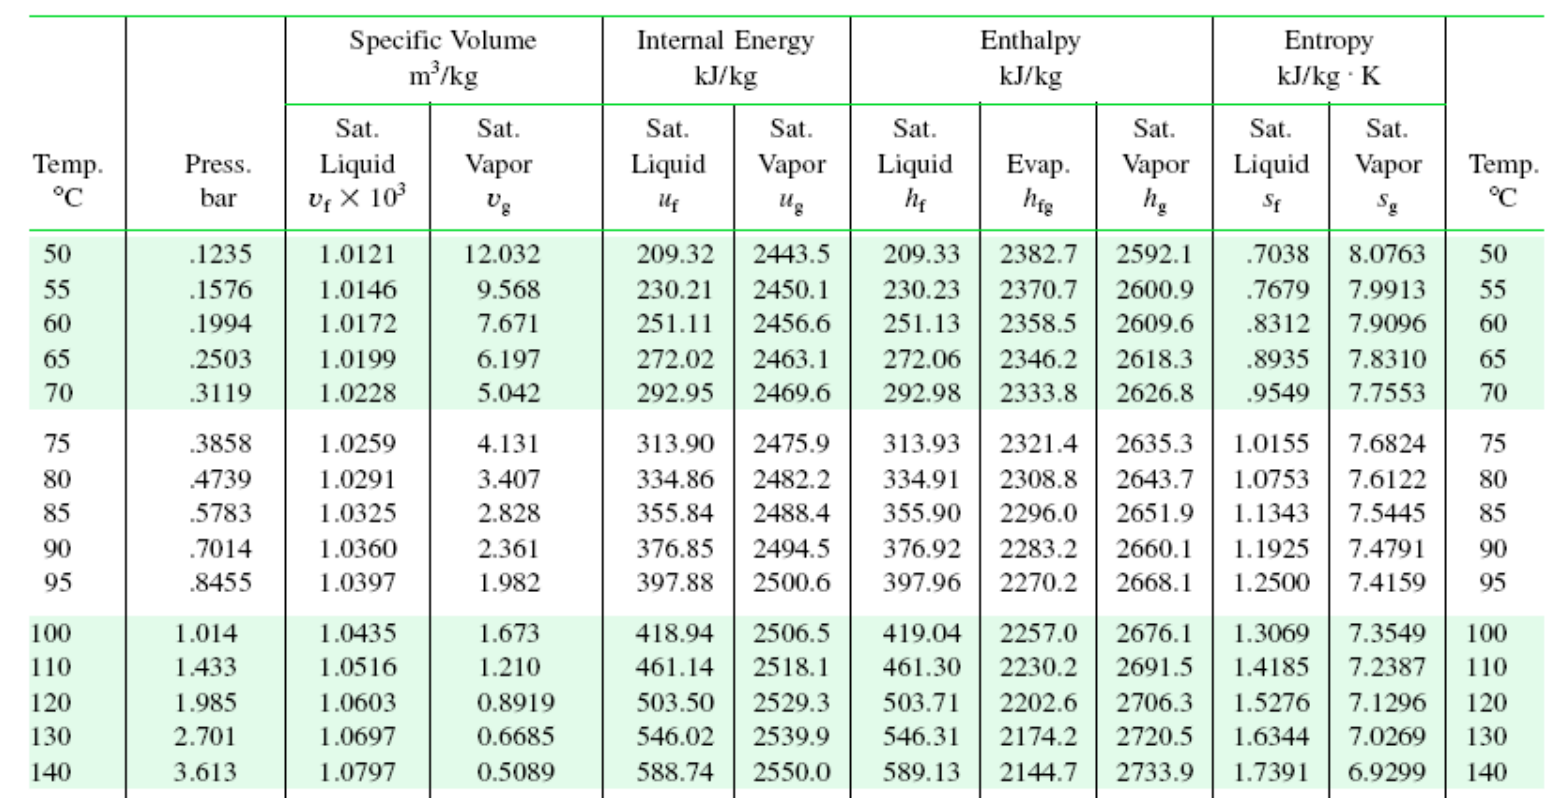 Specific Volume Internal Energy Enthalpy Entropy
m³/kg kJ/kg kJ/kg kJ/kg · K
Sat. Sat. Sat. Sat. Sat. Sat. Sat. Sat.
Temp. Press. Liquid Vapor Liquid Vapor Liquid Evap. Vapor Liquid Vapor Temp.
°C bar v_f × 10³ v_g u_f u_g h_f h_fg h_g s_f s_g °C
50 .1235 1.0121 12.032 209.32 2443.5 209.33 2382.7 2592.1 .7038 8.0763 50
55 .1576 1.0146 9.568 230.21 2450.1 230.23 2370.7 2600.9 .7679 7.9913 55
60 .1994 1.0172 7.671 251.11 2456.6 251.13 2358.5 2609.6 .8312 7.9096 60
65 .2503 1.0199 6.197 272.02 2463.1 272.06 2346.2 2618.3 .8935 7.8310 65
70 .3119 1.0228 5.042 292.95 2469.6 292.98 2333.8 2626.8 .9549 7.7553 70
75 .3858 1.0259 4.131 313.90 2475.9 313.93 2321.4 2635.3 1.0155 7.6824 75
80 .4739 1.0291 3.407 334.86 2482.2 334.91 2308.8 2643.7 1.0753 7.6122 80
85 .5783 1.0325 2.828 355.84 2488.4 355.90 2296.0 2651.9 1.1343 7.5445 85
90 .7014 1.0360 2.361 376.85 2494.5 376.92 2283.2 2660.1 1.1925 7.4791 90
95 .8455 1.0397 1.982 397.88 2500.6 397.96 2270.2 2668.1 1.2500 7.4159 95
100 1.014 1.0435 1.673 418.94 2506.5 419.04 2257.0 2676.1 1.3069 7.3549 100
110 1.433 1.0516 1.210 461.14 2518.1 461.30 2230.2 2691.5 1.4185 7.2387 110
120 1.985 1.0603 0.8919 503.50 2529.3 503.71 2202.6 2706.3 1.5276 7.1296 120
130 2.701 1.0697 0.6685 546.02 2539.9 546.31 2174.2 2720.5 1.6344 7.0269 130
140 3.613 1.0797 0.5089 588.74 2550.0 589.13 2144.7 2733.9 1.7391 6.9299 140